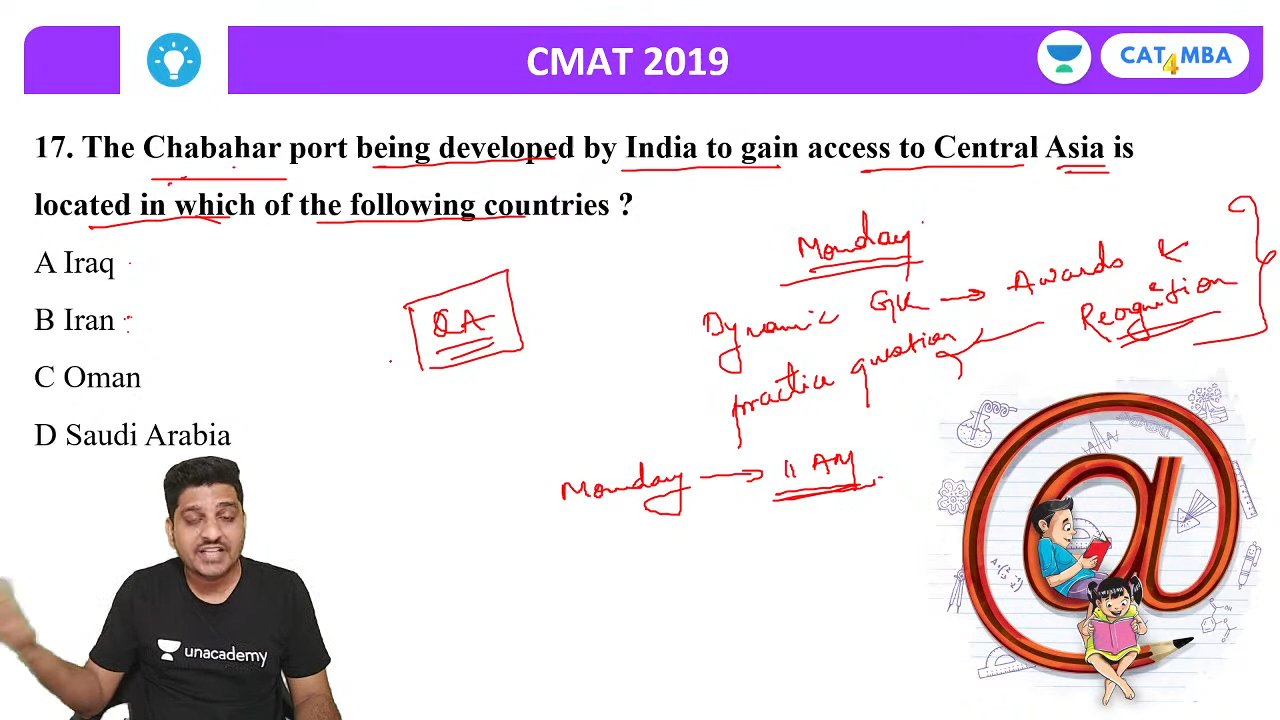 CMAT 2019
CAT4MBA
17. The Chabahar port being developed by India to gain access to Central Asia is
located in which of the following countries ?
A Iraq
B Iran
C Oman
D Saudi Arabia
Monday
Dynamic GK → Awards &
Recognition
practice question
QA
Monday → 11 AM
unacademy